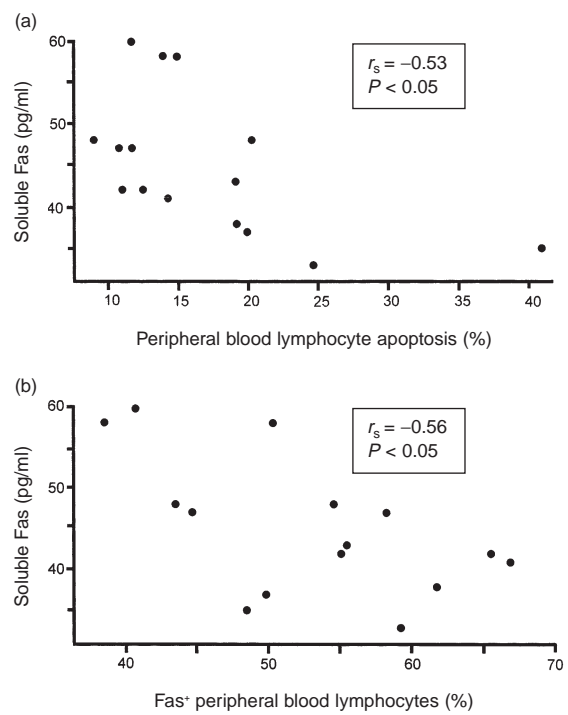 (a)
60
50
40
Soluble Fas (pg/ml)
rs = −0.53
P < 0.05
10 15 20 25 30 35 40
Peripheral blood lymphocyte apoptosis (%)
(b)
60
50
40
Soluble Fas (pg/ml)
rs = −0.56
P < 0.05
40 50 60 70
Fas⁺ peripheral blood lymphocytes (%)